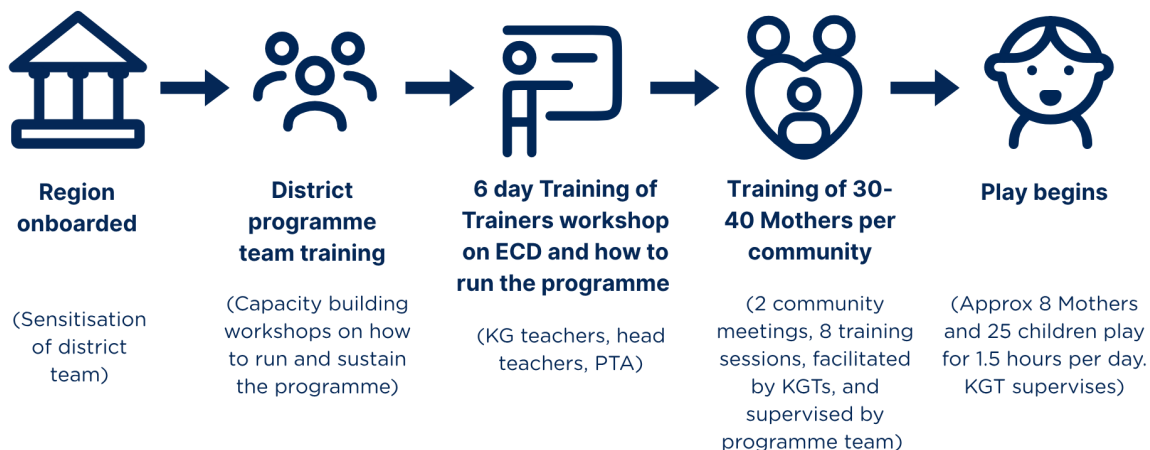 Region
onboarded
(Sensitisation
of district
team)
District
programme
team training
(Capacity building
workshops on how
to run and sustain
the programme)
6 day Training of
Trainers workshop
on ECD and how to
run the programme
(KG teachers, head
teachers, PTA)
Training of 30-
40 Mothers per
community
(2 community
meetings, 8 training
sessions, facilitated
by KGTs, and
supervised by
programme team)
Play begins
(Approx 8 Mothers
and 25 children play
for 1.5 hours per day.
KGT supervises)